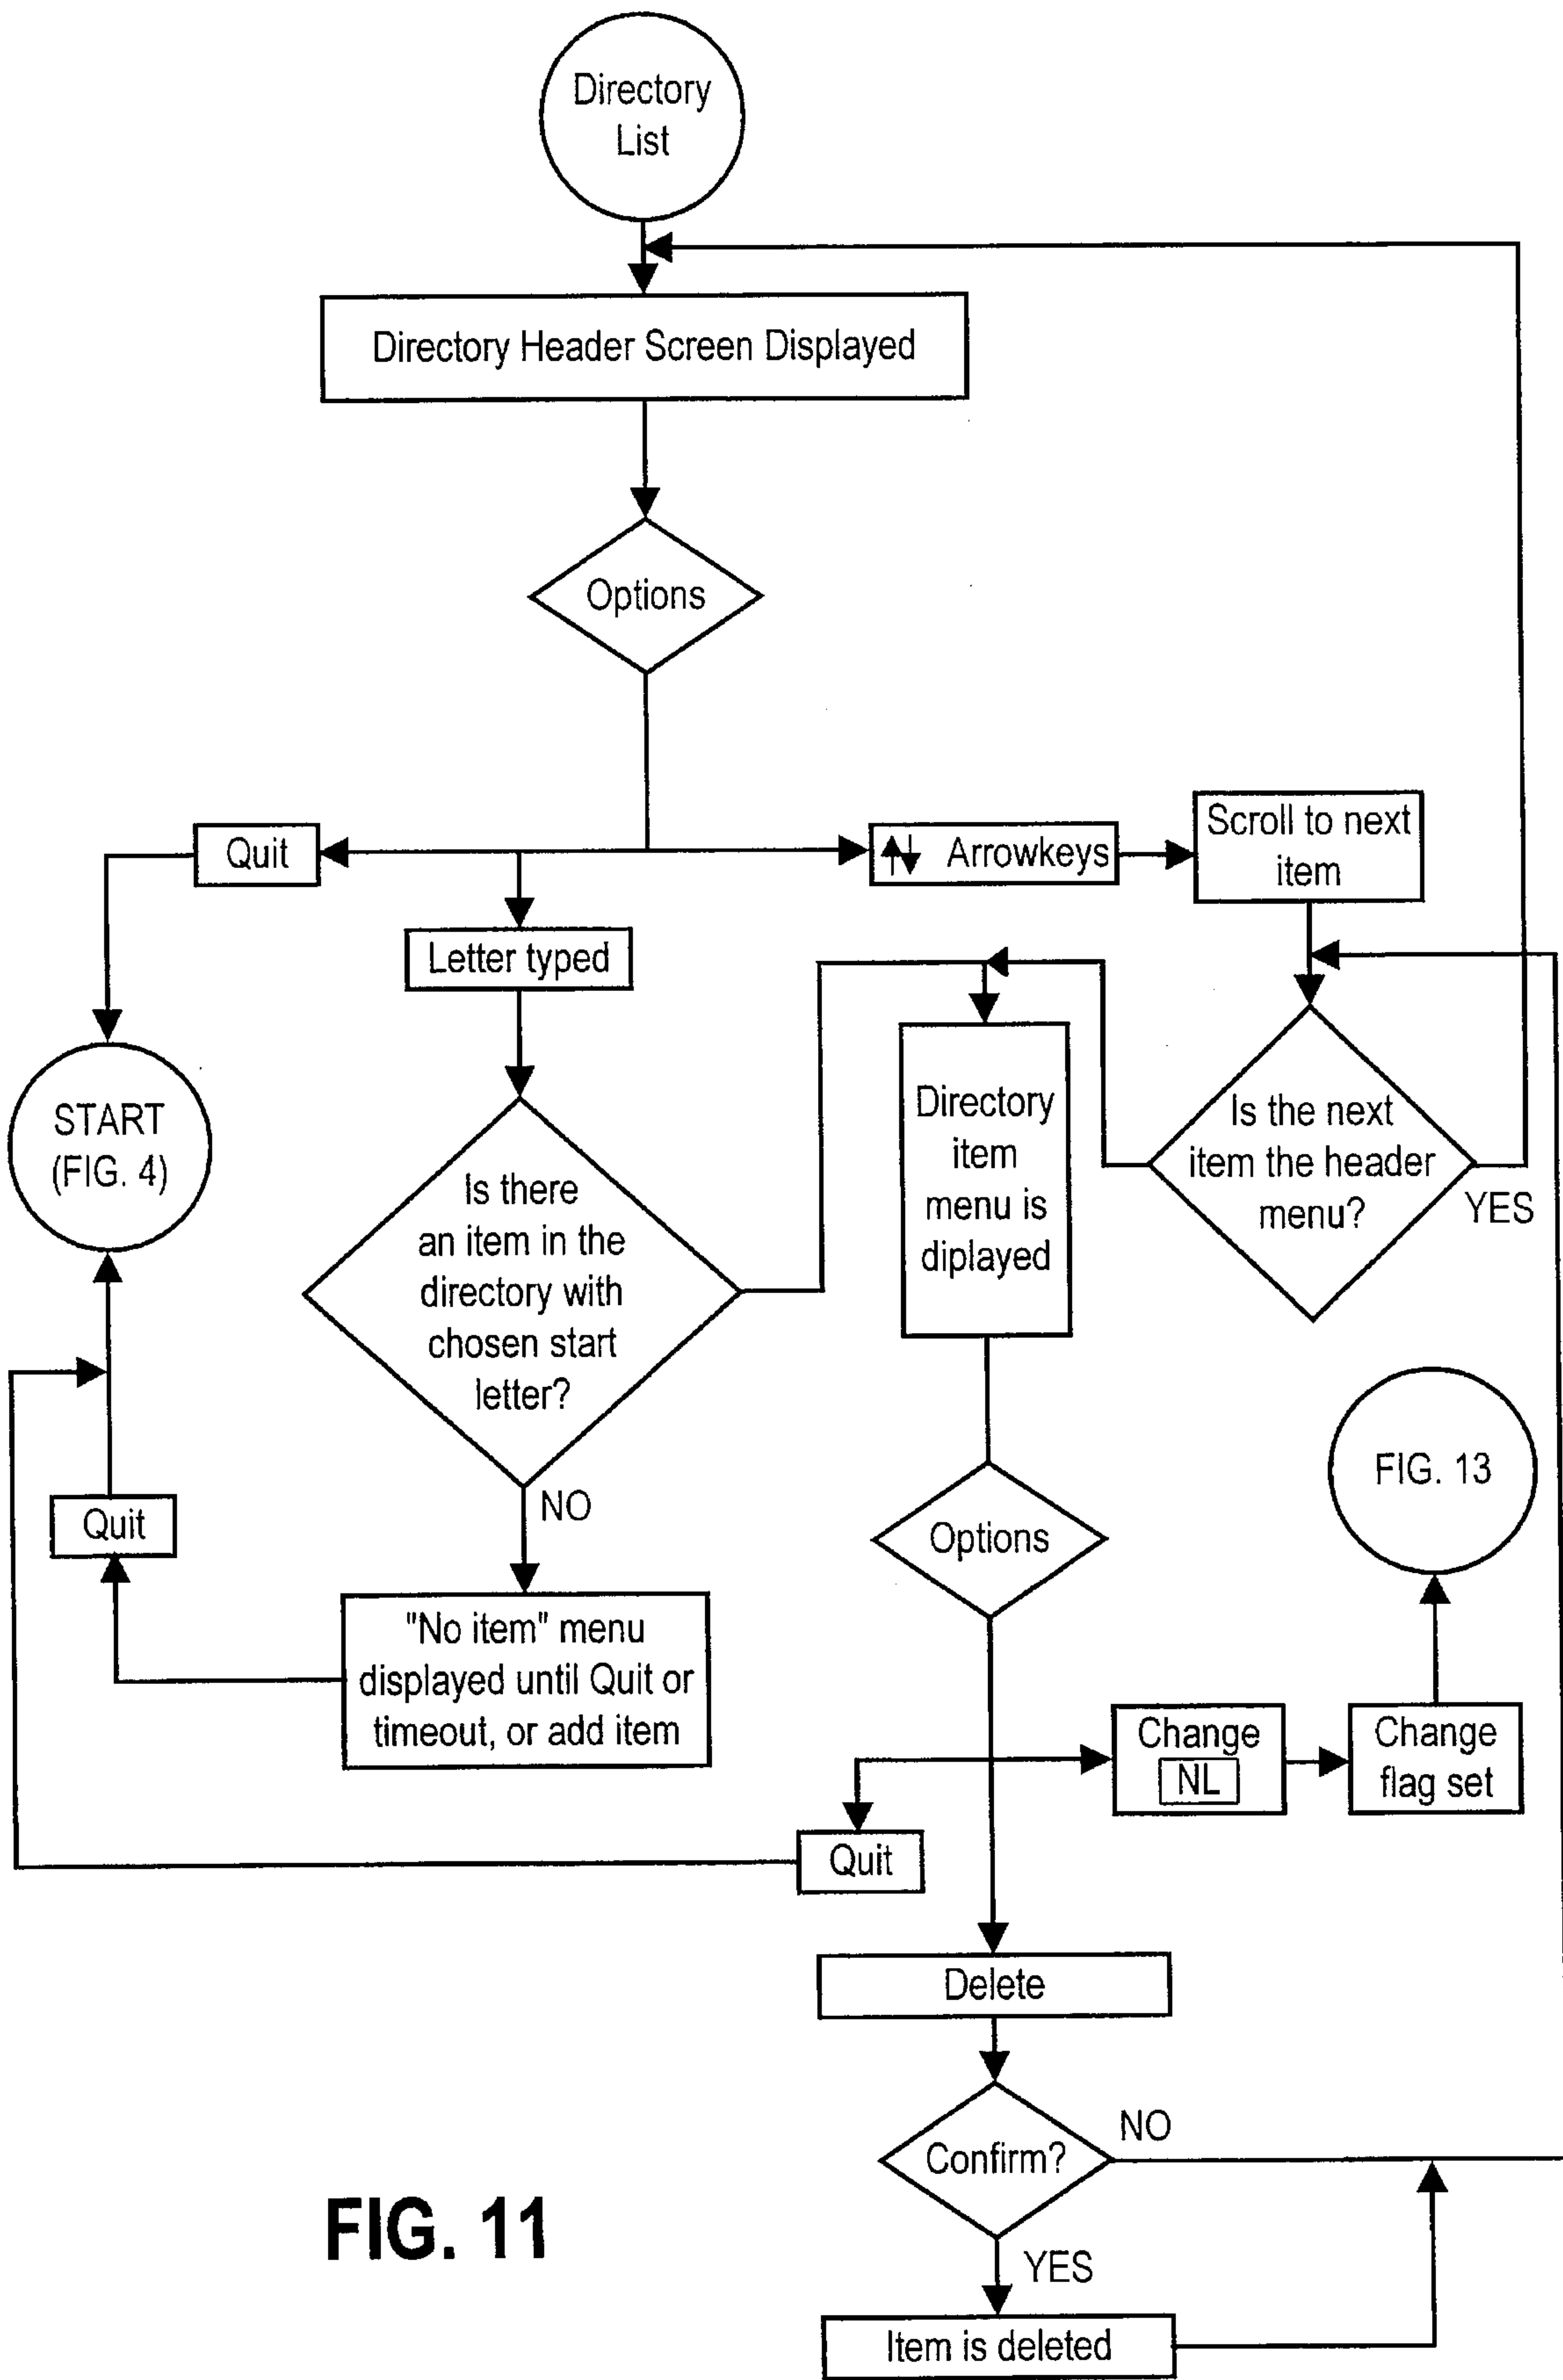 Directory
List
Directory Header Screen Displayed
Options
Quit
Arrowkeys
Scroll to next
item
Letter typed
START
(FIG. 4)
Is there
an item in the
directory with
chosen start
letter?
Directory
item
menu is
diplayed
Is the next
item the header
menu?
YES
NO
Quit
"No item" menu
displayed until Quit or
timeout, or add item
Options
FIG. 13
Change
NL
Change
flag set
Quit
Delete
Confirm?
NO
YES
Item is deleted
FIG. 11